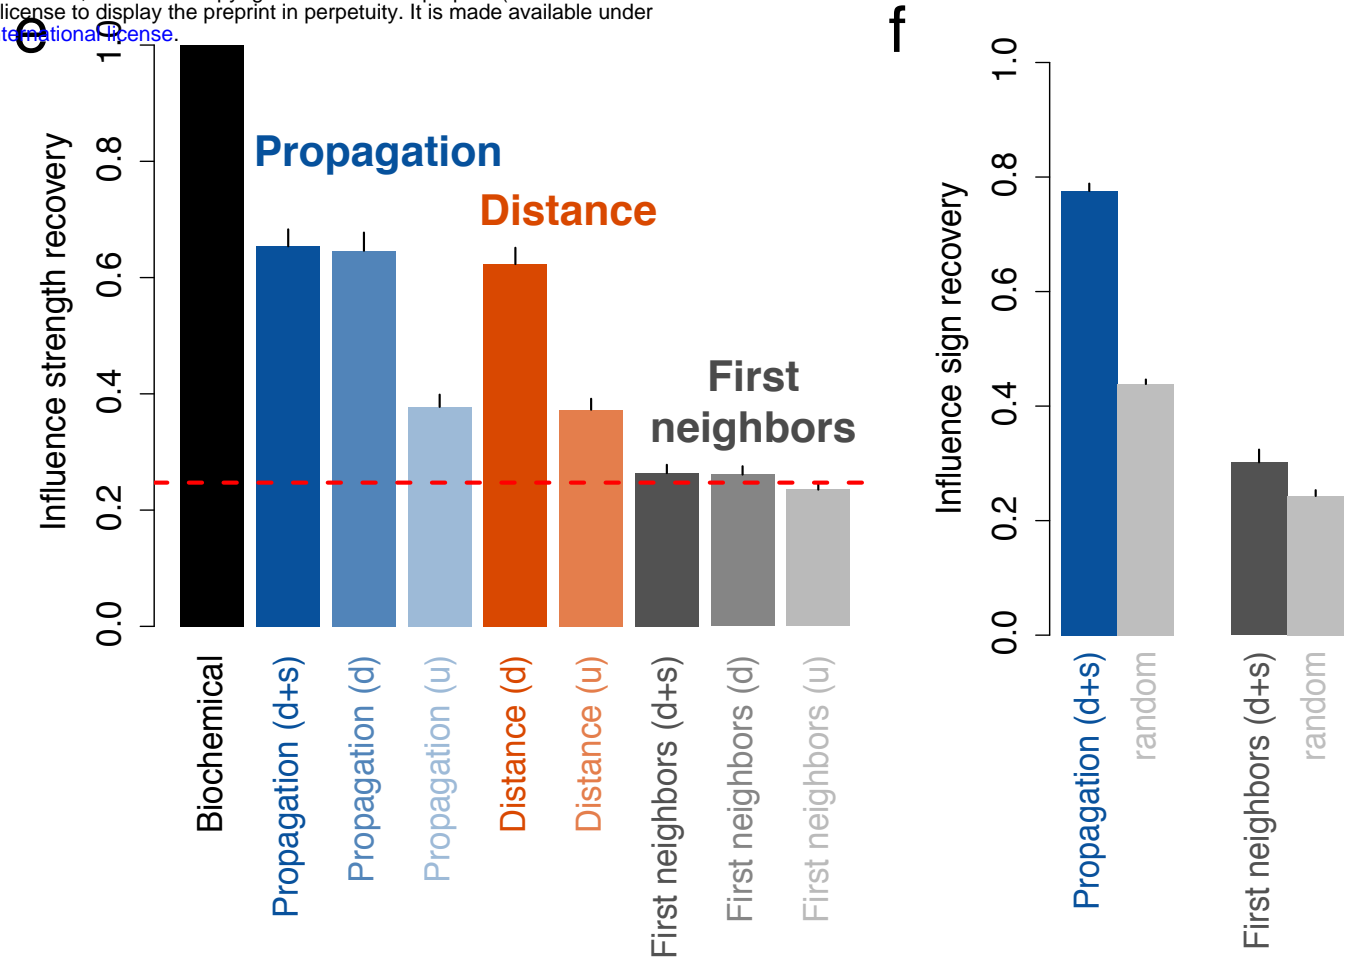 license to display the preprint in perpetuity. It is made available under
ternational license.
e
f
Influence strength recovery
0.0
0.2
0.4
0.6
0.8
1.0
Propagation
Distance
First
neighbors
Biochemical
Propagation (d+s)
Propagation (d)
Propagation (u)
Distance (d)
Distance (u)
First neighbors (d+s)
First neighbors (d)
First neighbors (u)
Influence sign recovery
0.0
0.2
0.4
0.6
0.8
1.0
Propagation (d+s)
random
First neighbors (d+s)
random